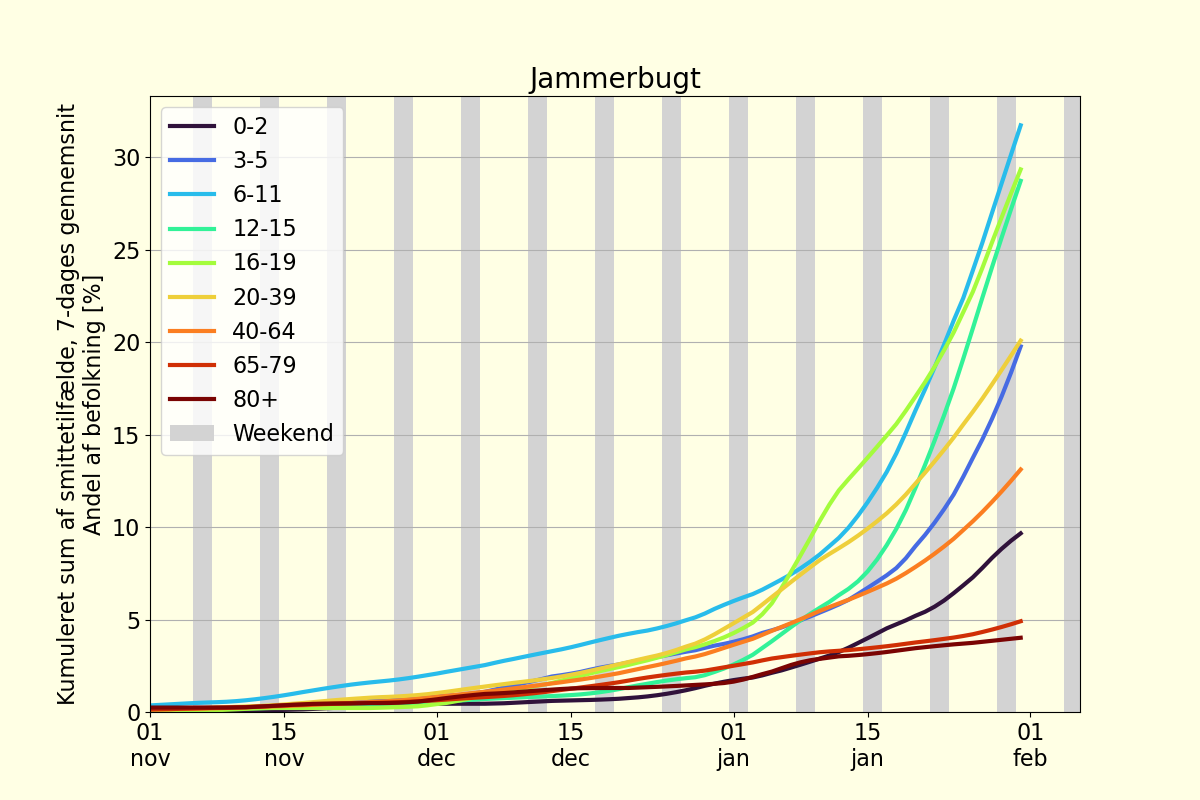 Jammerbugt
Kumuleret sum af smittetilfælde, 7-dages gennemsnit
Andel af befolkning [%]
30
25
20
15
10
5
0
0-2
3-5
6-11
12-15
16-19
20-39
40-64
65-79
80+
Weekend
01 15 01 15 01 15 01
nov nov dec dec jan jan feb